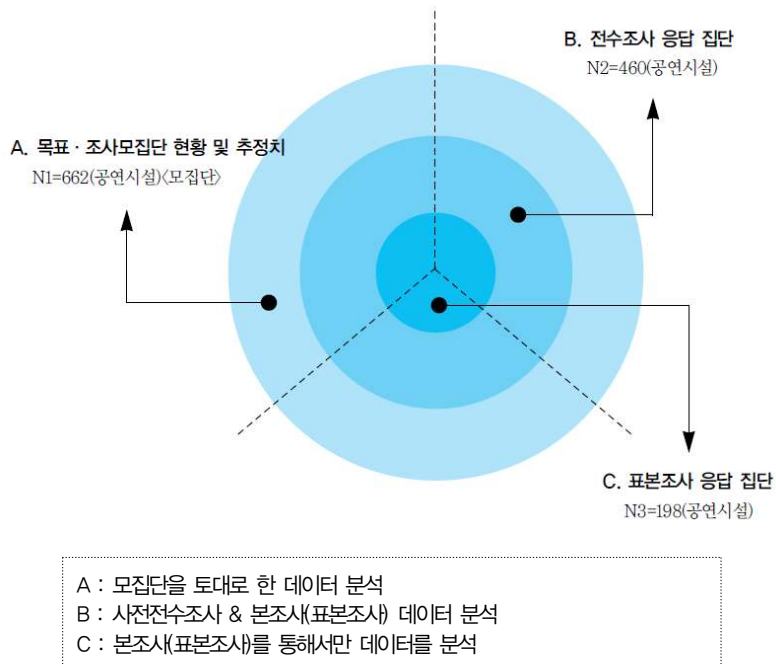 B. 전수조사 응답 집단
N2=460(공연시설)
A. 목표 · 조사모집단 현황 및 추정치
N1=662(공연시설)〈모집단〉
C. 표본조사 응답 집단
N3=198(공연시설)
A : 모집단을 토대로 한 데이터 분석
B : 사전전수조사 & 본조사(표본조사) 데이터 분석
C : 본조사(표본조사)를 통해서만 데이터를 분석